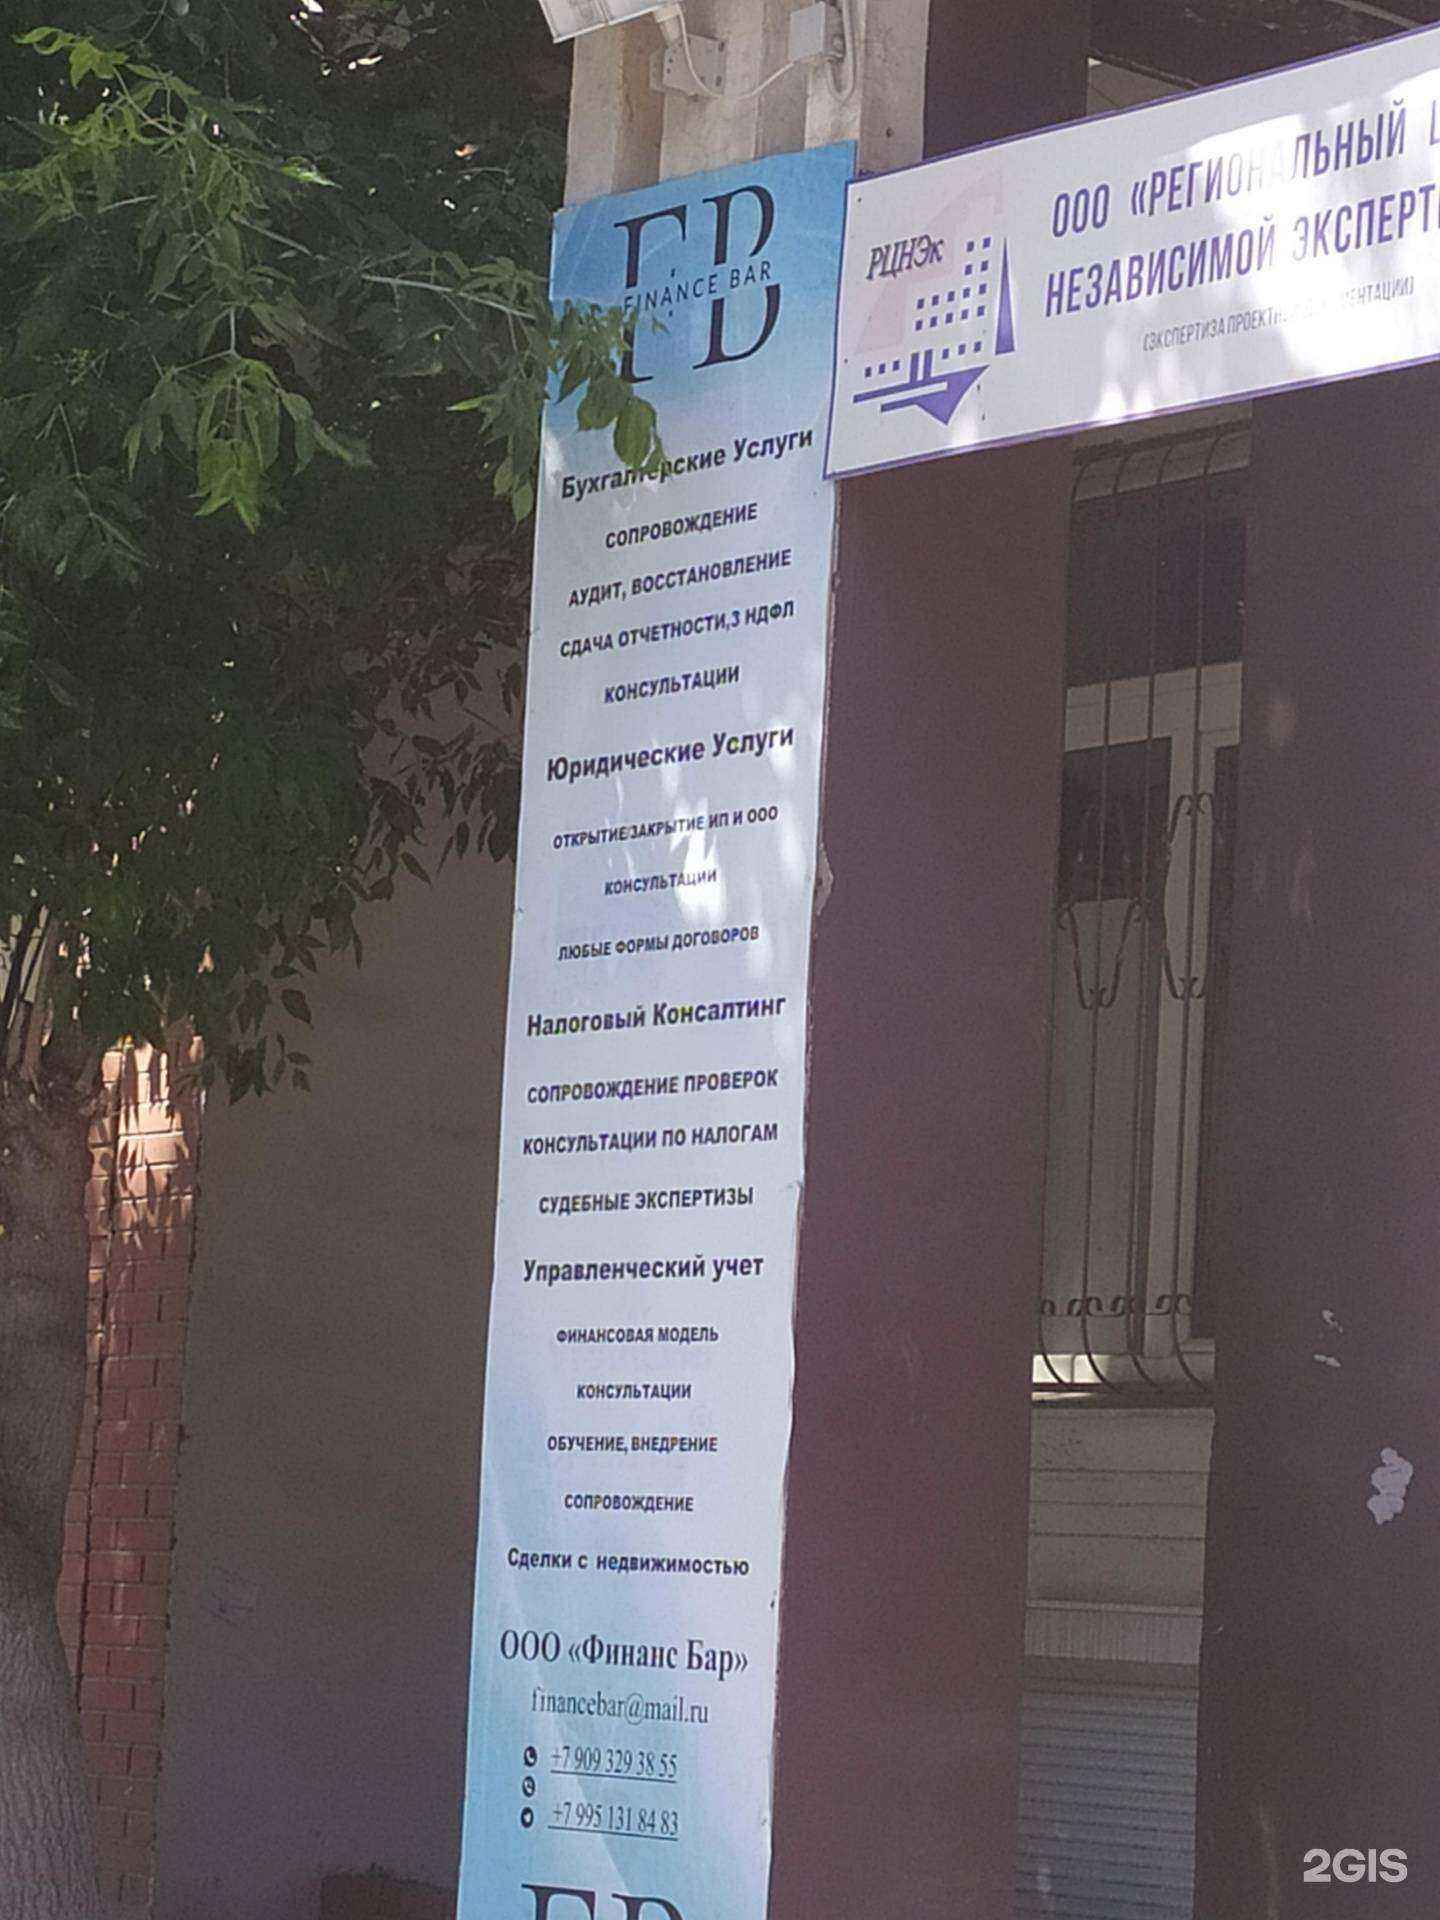 FB
FINANCE BAR
Бухгалтерские Услуги
СОПРОВОЖДЕНИЕ
АУДИТ, ВОССТАНОВЛЕНИЕ
СДАЧА ОТЧЕТНОСТИ,3 НДФЛ
КОНСУЛЬТАЦИИ
Юридические Услуги
ОТКРЫТИЕ/ЗАКРЫТИЕ ИП И ООО
КОНСУЛЬТАЦИИ
ЛЮБЫЕ ФОРМЫ ДОГОВОРОВ
Налоговый Консалтинг
СОПРОВОЖДЕНИЕ ПРОВЕРОК
КОНСУЛЬТАЦИИ ПО НАЛОГАМ
СУДЕБНЫЕ ЭКСПЕРТИЗЫ
Управленческий учет
ФИНАНСОВАЯ МОДЕЛЬ
КОНСУЛЬТАЦИИ
ОБУЧЕНИЕ, ВНЕДРЕНИЕ
СОПРОВОЖДЕНИЕ
Сделки с недвижимостью
ООО «Финанс Бар»
financebar@mail.ru
+7 909 329 38 55
+7 995 131 84 83
FB
РЦНЭк
ООО «РЕГИОНАЛЬНЫЙ
НЕЗАВИСИМОЙ ЭКСПЕРТ
(ЭКСПЕРТИЗА
2GIS